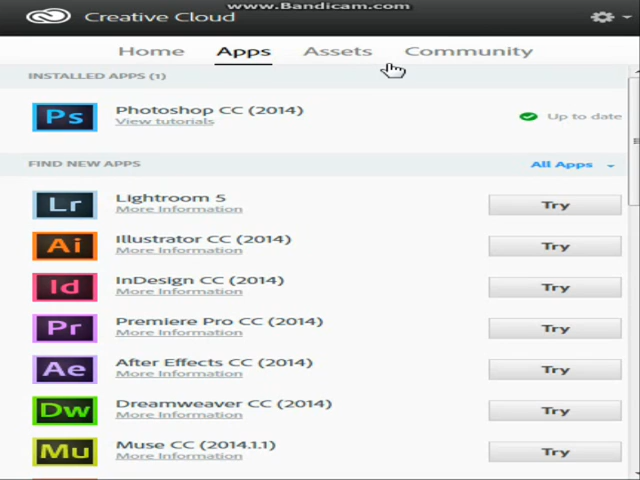 www.Bandicam.com
Creative Cloud
Home Apps Assets Community
INSTALLED APPS (1)
Ps Photoshop CC (2014)
View tutorials
Up to date
FIND NEW APPS All Apps
Lr Lightroom 5 Try
More Information
Ai Illustrator CC (2014) Try
More Information
Id InDesign CC (2014) Try
More Information
Pr Premiere Pro CC (2014) Try
More Information
Ae After Effects CC (2014) Try
More Information
Dw Dreamweaver CC (2014) Try
More Information
Mu Muse CC (2014.1.1) Try
More Information